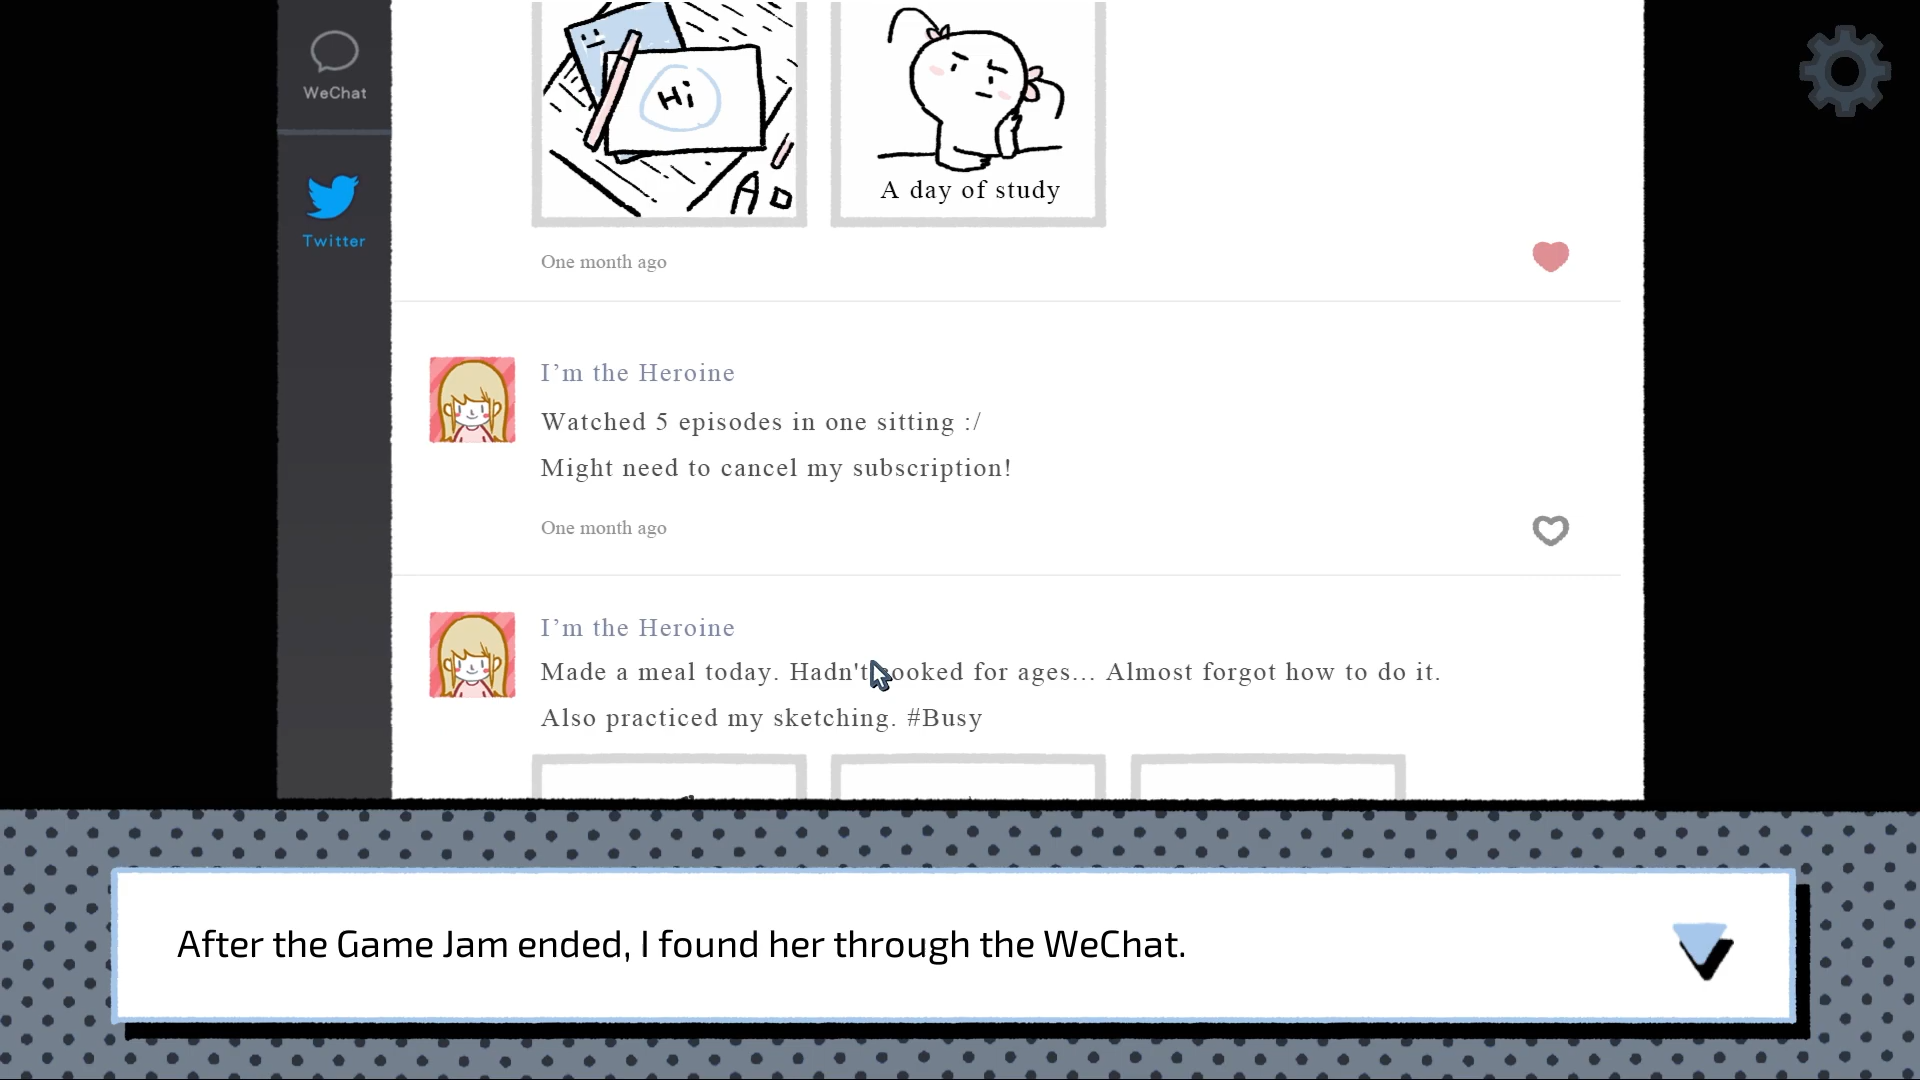 WeChat
Twitter
Hi
A day of study
One month ago
I’m the Heroine
Watched 5 episodes in one sitting :/
Might need to cancel my subscription!
One month ago
I’m the Heroine
Made a meal today. Hadn't cooked for ages... Almost forgot how to do it.
Also practiced my sketching. #Busy
After the Game Jam ended, I found her through the WeChat.